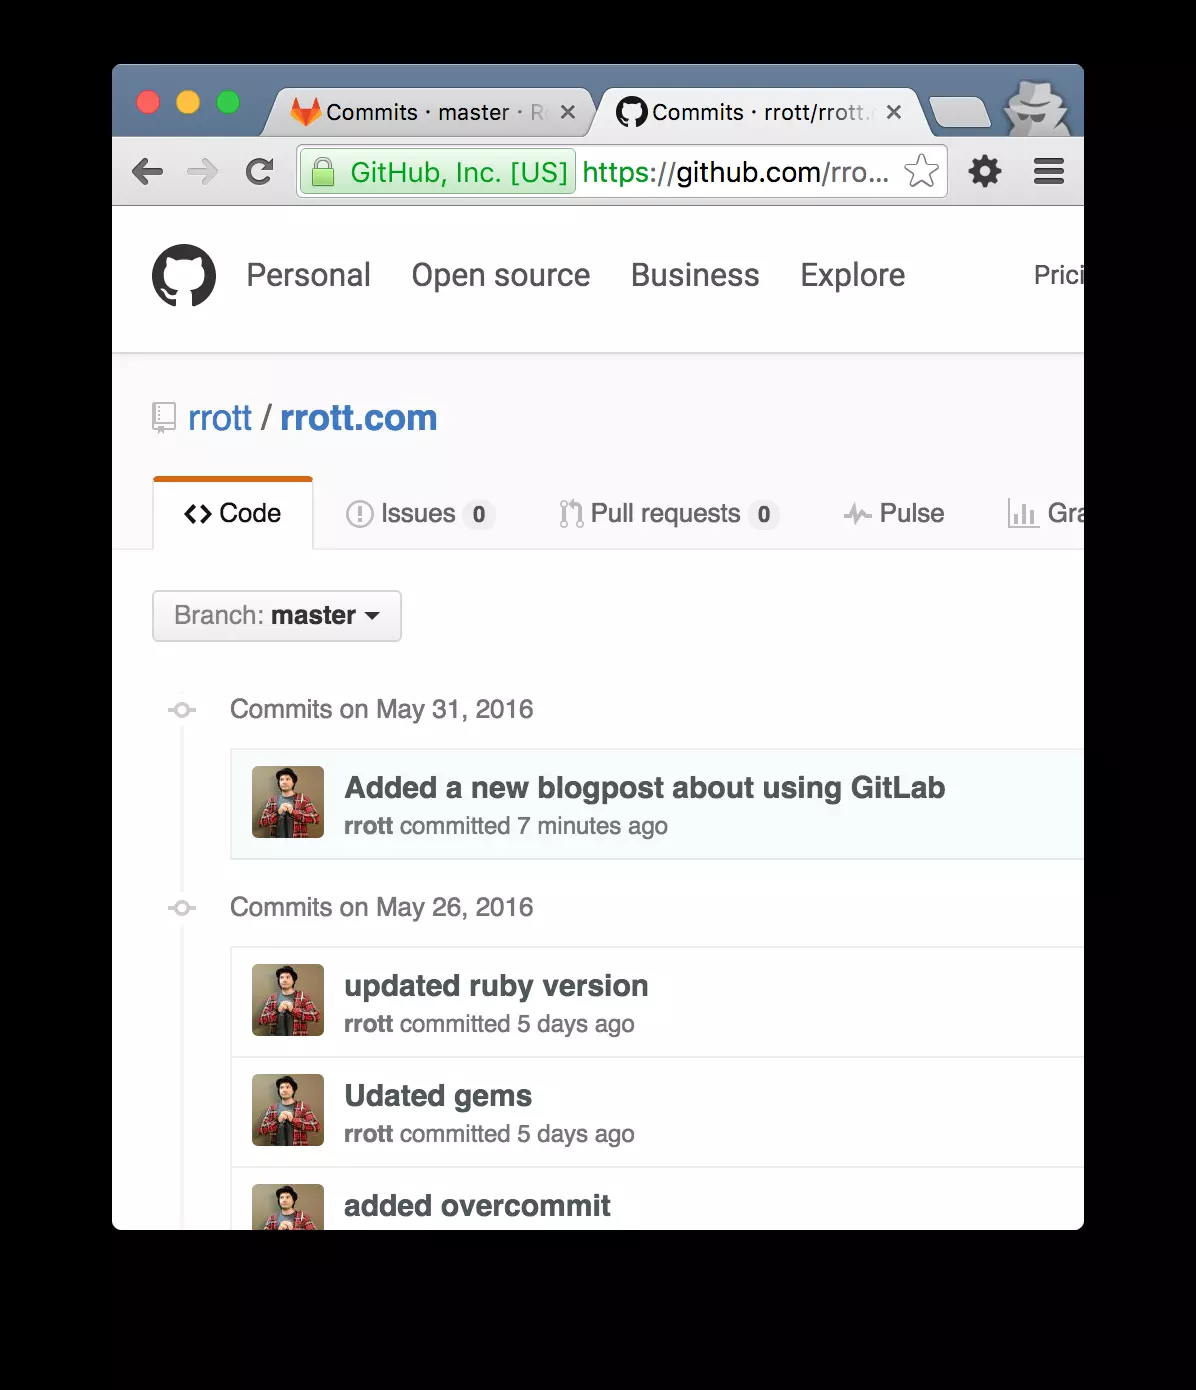 Commits · master · R
Commits · rrott/rrott.
GitHub, Inc. [US] https://github.com/rro...
Personal Open source Business Explore Prici
rrott / rrott.com
Code Issues 0 Pull requests 0 Pulse Gra
Branch: master
Commits on May 31, 2016
Added a new blogpost about using GitLab
rrott committed 7 minutes ago
Commits on May 26, 2016
updated ruby version
rrott committed 5 days ago
Udated gems
rrott committed 5 days ago
added overcommit